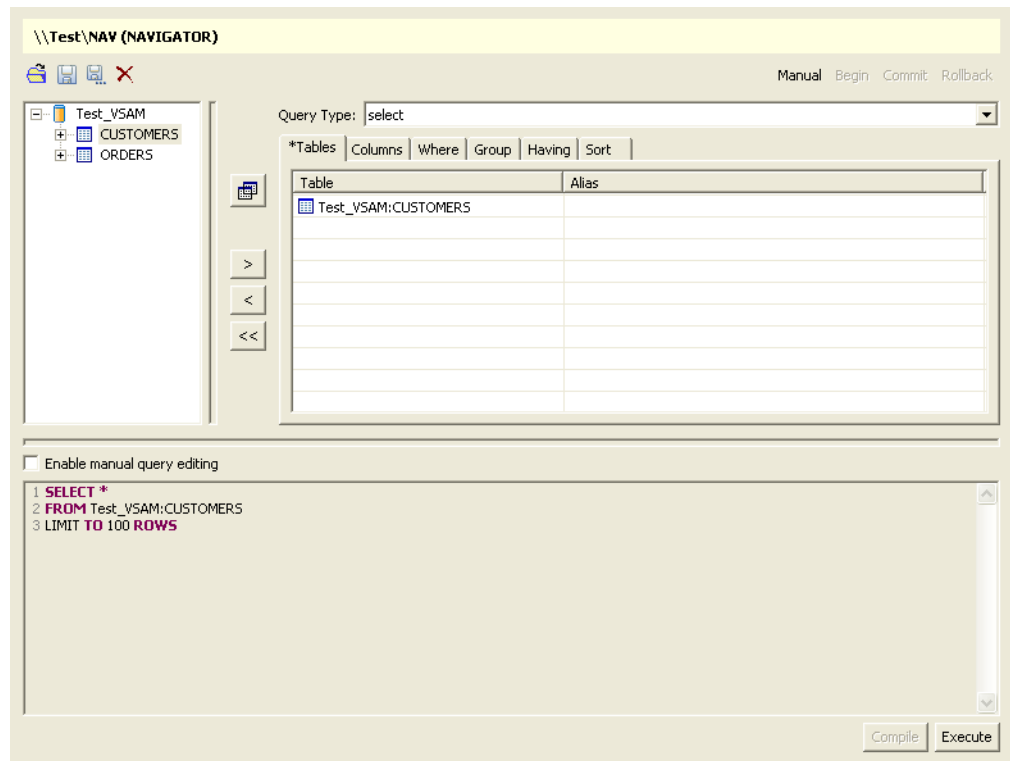 \\Test\NAV (NAVIGATOR)
Manual Begin Commit Rollback
Test_VSAM
CUSTOMERS
ORDERS
Query Type: select
*Tables Columns Where Group Having Sort
Table Alias
Test_VSAM:CUSTOMERS
>
<
<<
Enable manual query editing
1 SELECT *
2 FROM Test_VSAM:CUSTOMERS
3 LIMIT TO 100 ROWS
Compile Execute